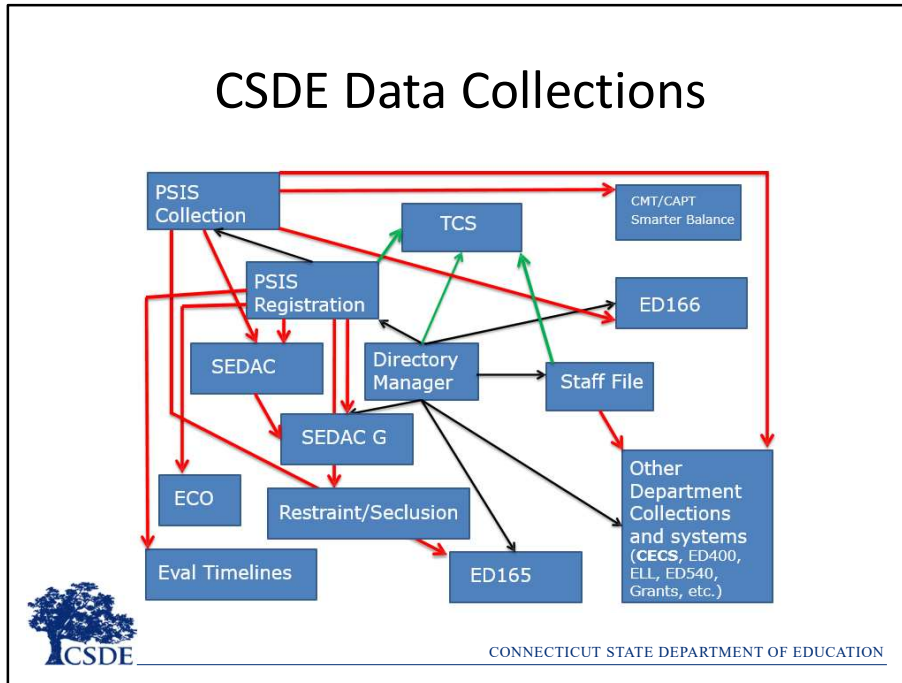 CSDE Data Collections
PSIS
Collection
CMT/CAPT
Smarter Balance
TCS
PSIS
Registration
ED166
SEDAC
Directory
Manager
Staff File
SEDAC G
Other
Department
Collections
and systems
(CECS, ED400,
ELL, ED540,
Grants, etc.)
ECO
Restraint/Seclusion
Eval Timelines
ED165
CSDE
CONNECTICUT STATE DEPARTMENT OF EDUCATION